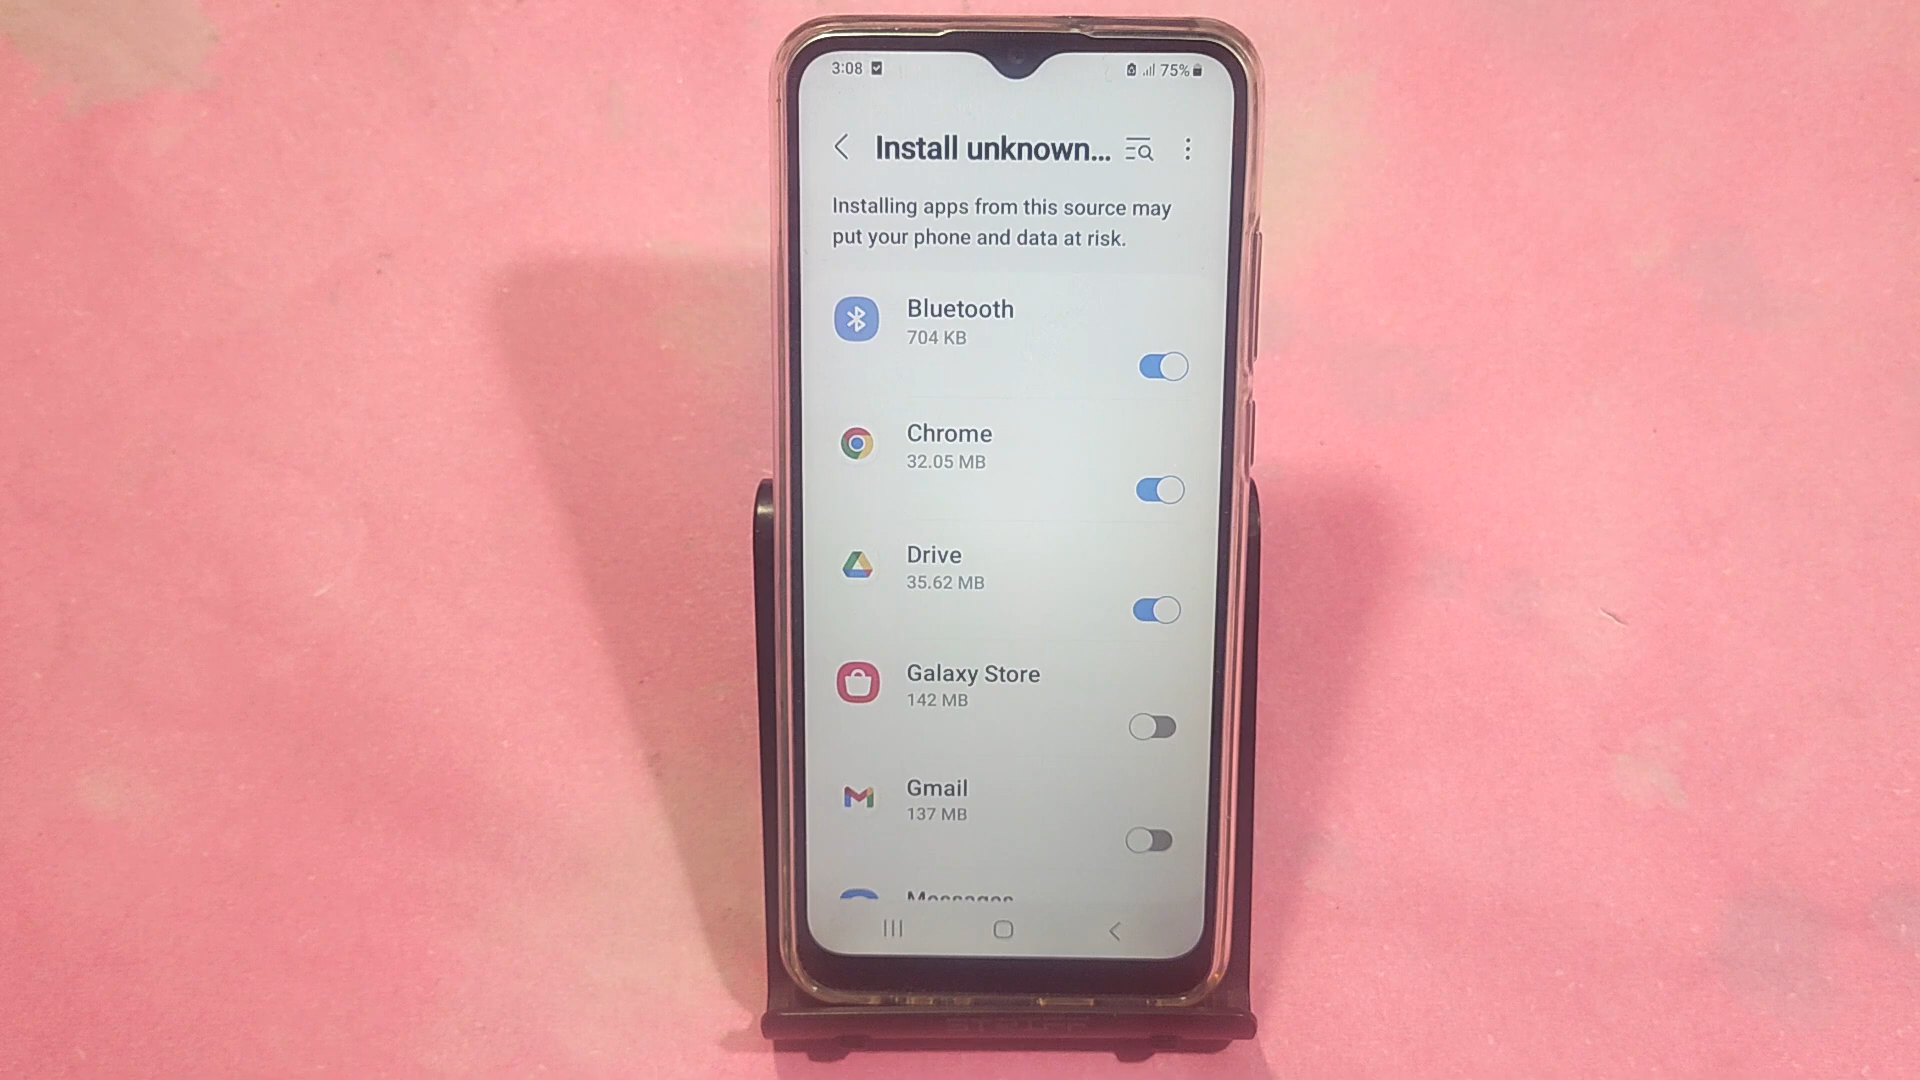 3:08
75%
Install unknown...
Installing apps from this source may
put your phone and data at risk.
Bluetooth
704 KB
Chrome
32.05 MB
Drive
35.62 MB
Galaxy Store
142 MB
Gmail
137 MB
Messages